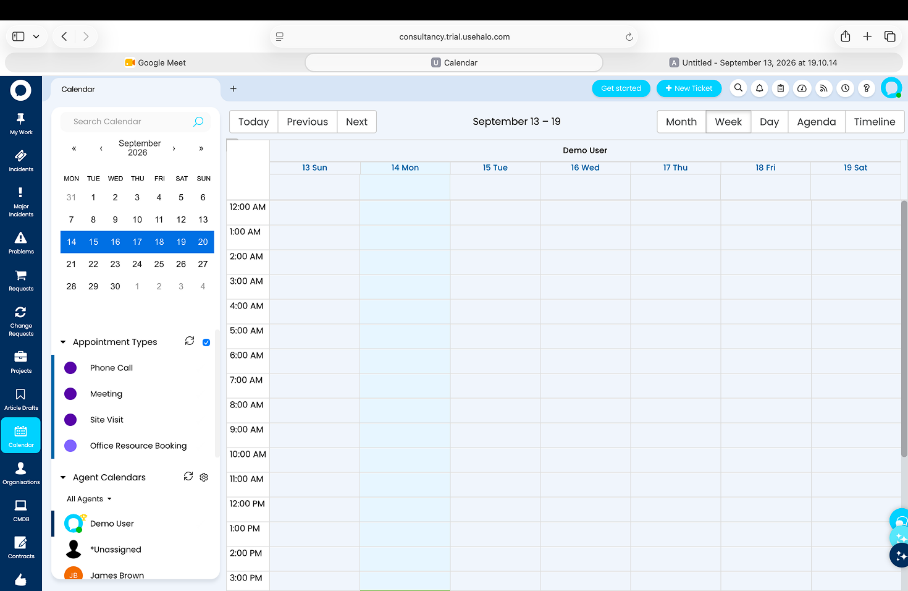 consultancy.trial.usehalo.com
Google Meet
U Calendar
A Untitled - September 13, 2026 at 19.10.14
Calendar
+
Get started
+ New Ticket
My Work
Incidents
Major
Incidents
Problems
Requests
Change
Requests
Projects
Article Drafts
Calendar
Organisations
CMDB
Contracts
Search Calendar
« ‹ September
2026 › »
MON TUE WED THU FRI SAT SUN
31 1 2 3 4 5 6
7 8 9 10 11 12 13
14 15 16 17 18 19 20
21 22 23 24 25 26 27
28 29 30 1 2 3 4
Appointment Types
Phone Call
Meeting
Site Visit
Office Resource Booking
Agent Calendars
All Agents
Demo User
*Unassigned
JB James Brown
Today Previous Next
September 13 – 19
Month Week Day Agenda Timeline
Demo User
13 Sun 14 Mon 15 Tue 16 Wed 17 Thu 18 Fri 19 Sat
12:00 AM
1:00 AM
2:00 AM
3:00 AM
4:00 AM
5:00 AM
6:00 AM
7:00 AM
8:00 AM
9:00 AM
10:00 AM
11:00 AM
12:00 PM
1:00 PM
2:00 PM
3:00 PM